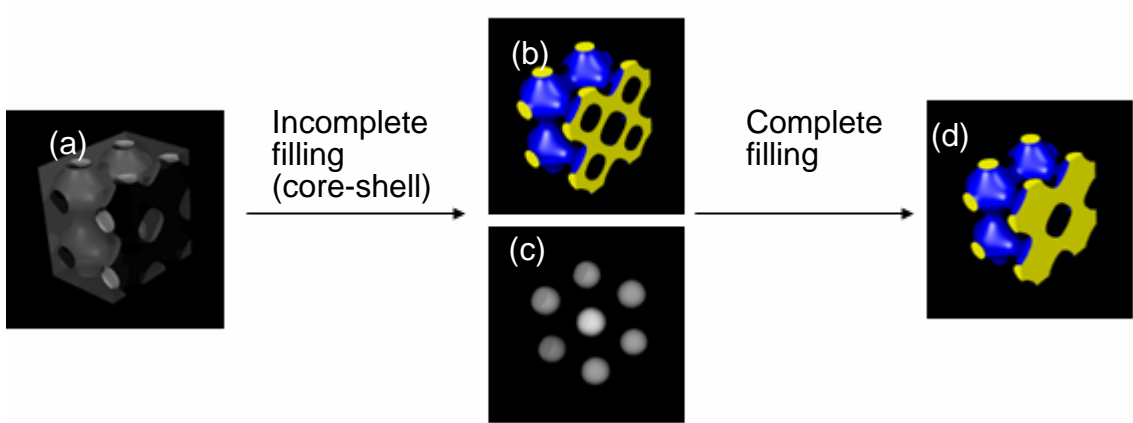 (a)
Incomplete
filling
(core-shell)
(b)
(c)
Complete
filling
(d)